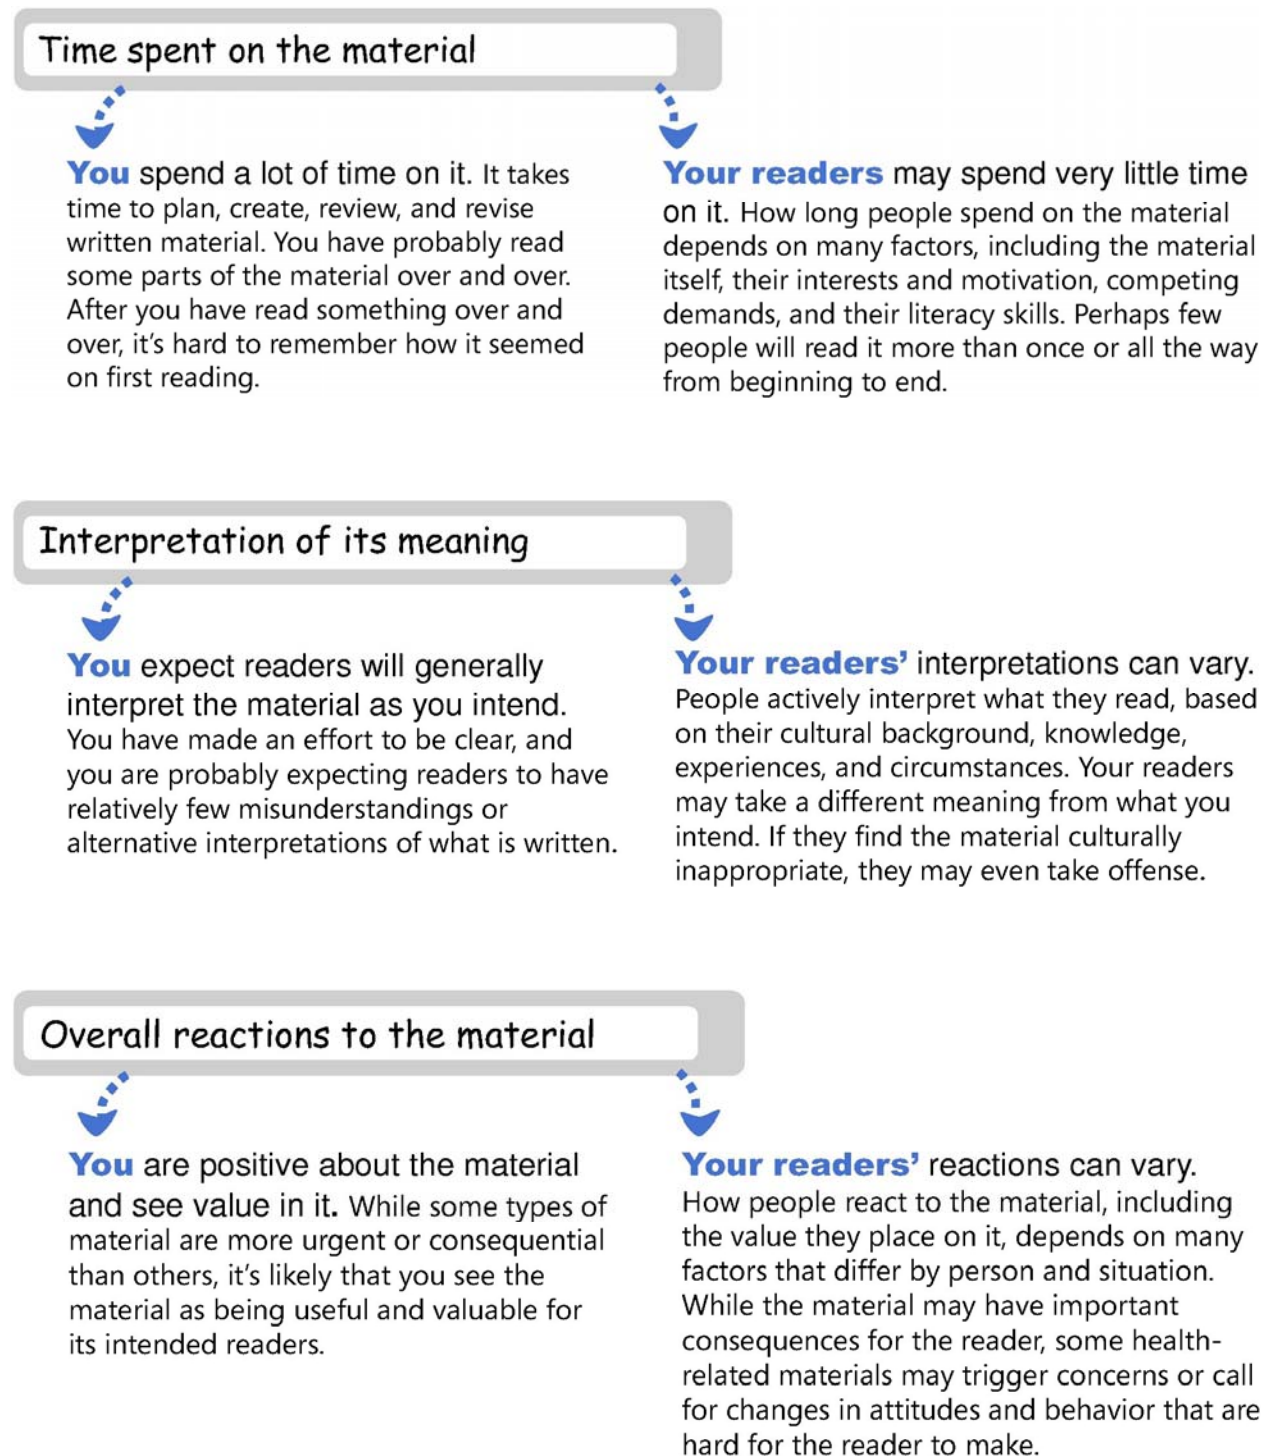 Time spent on the material
You spend a lot of time on it. It takes
time to plan, create, review, and revise
written material. You have probably read
some parts of the material over and over.
After you have read something over and
over, it's hard to remember how it seemed
on first reading.
Your readers may spend very little time
on it. How long people spend on the material
depends on many factors, including the material
itself, their interests and motivation, competing
demands, and their literacy skills. Perhaps few
people will read it more than once or all the way
from beginning to end.
Interpretation of its meaning
You expect readers will generally
interpret the material as you intend.
You have made an effort to be clear, and
you are probably expecting readers to have
relatively few misunderstandings or
alternative interpretations of what is written.
Your readers’ interpretations can vary.
People actively interpret what they read, based
on their cultural background, knowledge,
experiences, and circumstances. Your readers
may take a different meaning from what you
intend. If they find the material culturally
inappropriate, they may even take offense.
Overall reactions to the material
You are positive about the material
and see value in it. While some types of
material are more urgent or consequential
than others, it's likely that you see the
material as being useful and valuable for
its intended readers.
Your readers’ reactions can vary.
How people react to the material, including
the value they place on it, depends on many
factors that differ by person and situation.
While the material may have important
consequences for the reader, some health-
related materials may trigger concerns or call
for changes in attitudes and behavior that are
hard for the reader to make.